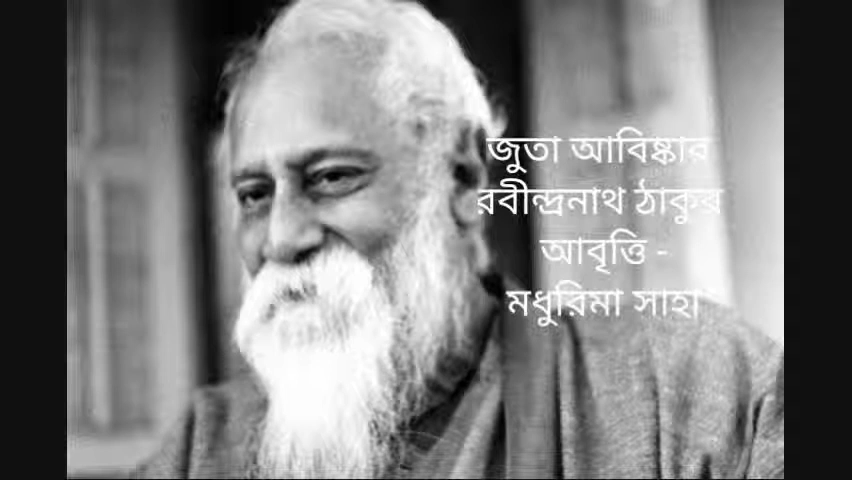 জুতা আবিষ্কার
রবীন্দ্রনাথ ঠাকুর
আবৃত্তি -
মধুরিমা সাহা